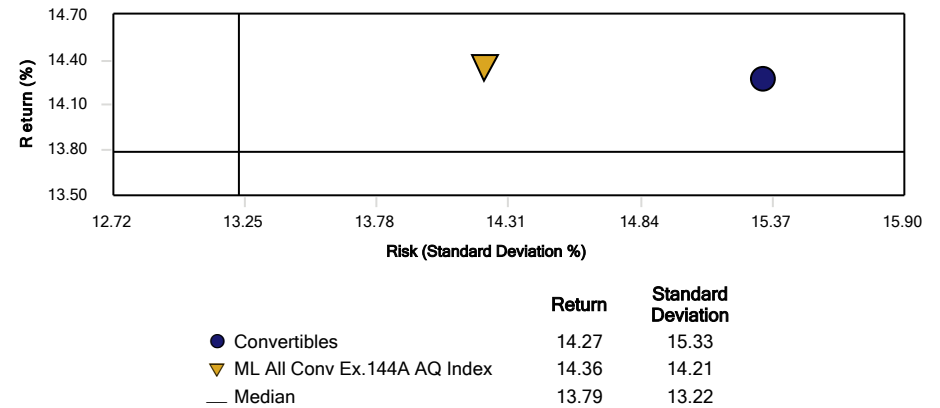 14.70
14.40
14.10
13.80
13.50
Return (%)
12.72 13.25 13.78 14.31 14.84 15.37 15.90
Risk (Standard Deviation %)
Return Standard Deviation
Convertibles 14.27 15.33
ML All Conv Ex.144A AQ Index 14.36 14.21
Median 13.79 13.22